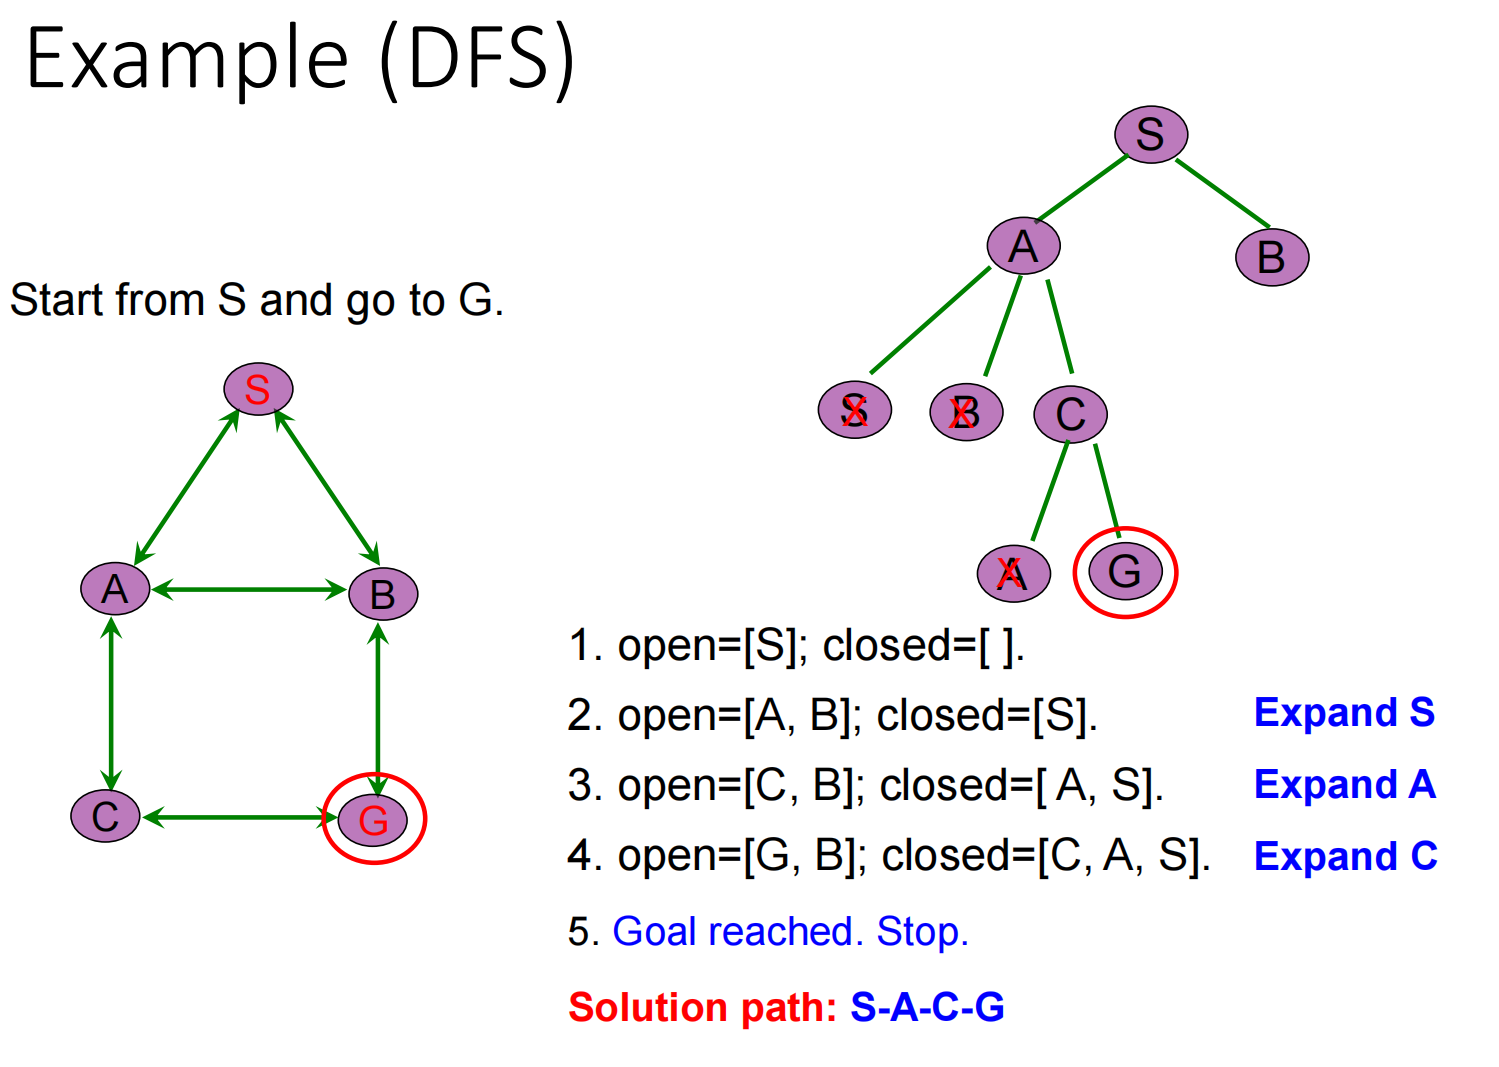 Example (DFS)
Start from S and go to G.
S
A
B
C
G
S
A
B
S
B
C
A
G
1. open=[S]; closed=[ ].
2. open=[A, B]; closed=[S]. Expand S
3. open=[C, B]; closed=[ A, S]. Expand A
4. open=[G, B]; closed=[C, A, S]. Expand C
5. Goal reached. Stop.
Solution path: S-A-C-G